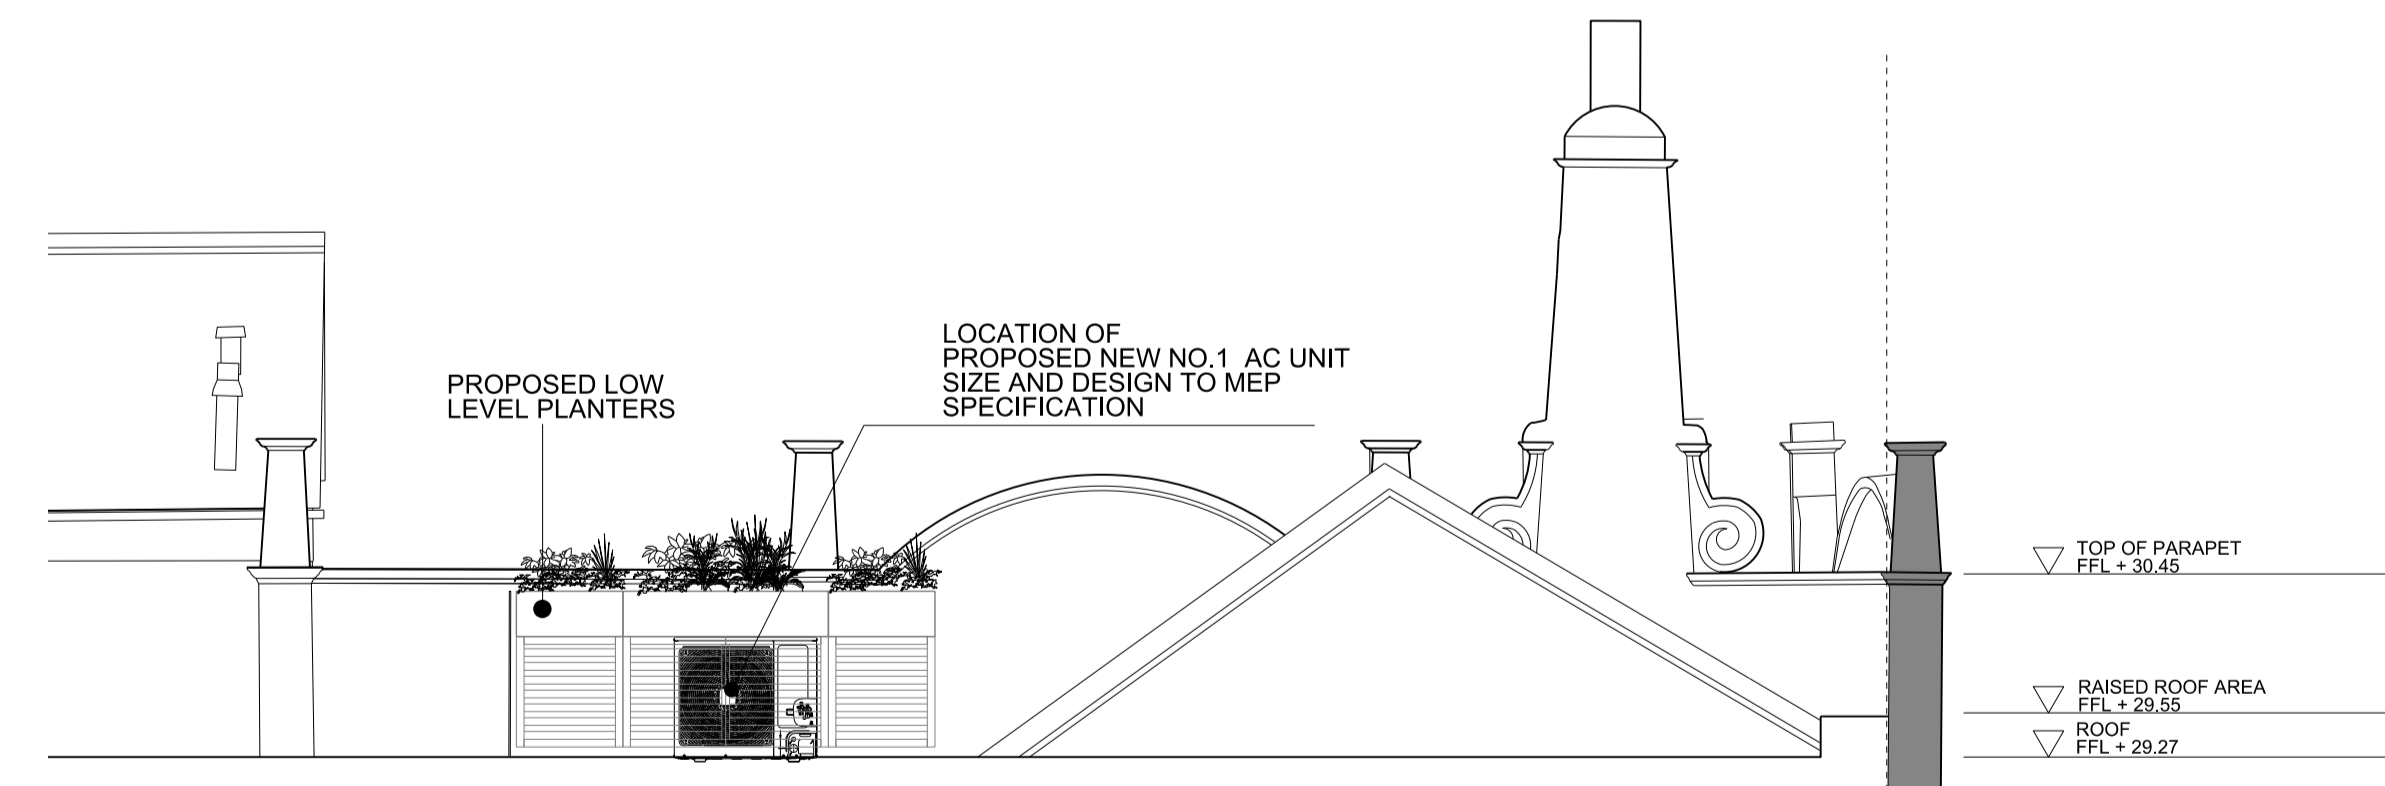 PROPOSED LOW
LEVEL PLANTERS
LOCATION OF
PROPOSED NEW NO.1 AC UNIT
SIZE AND DESIGN TO MEP
SPECIFICATION
TOP OF PARAPET
FFL + 30.45
RAISED ROOF AREA
FFL + 29.55
ROOF
FFL + 29.27